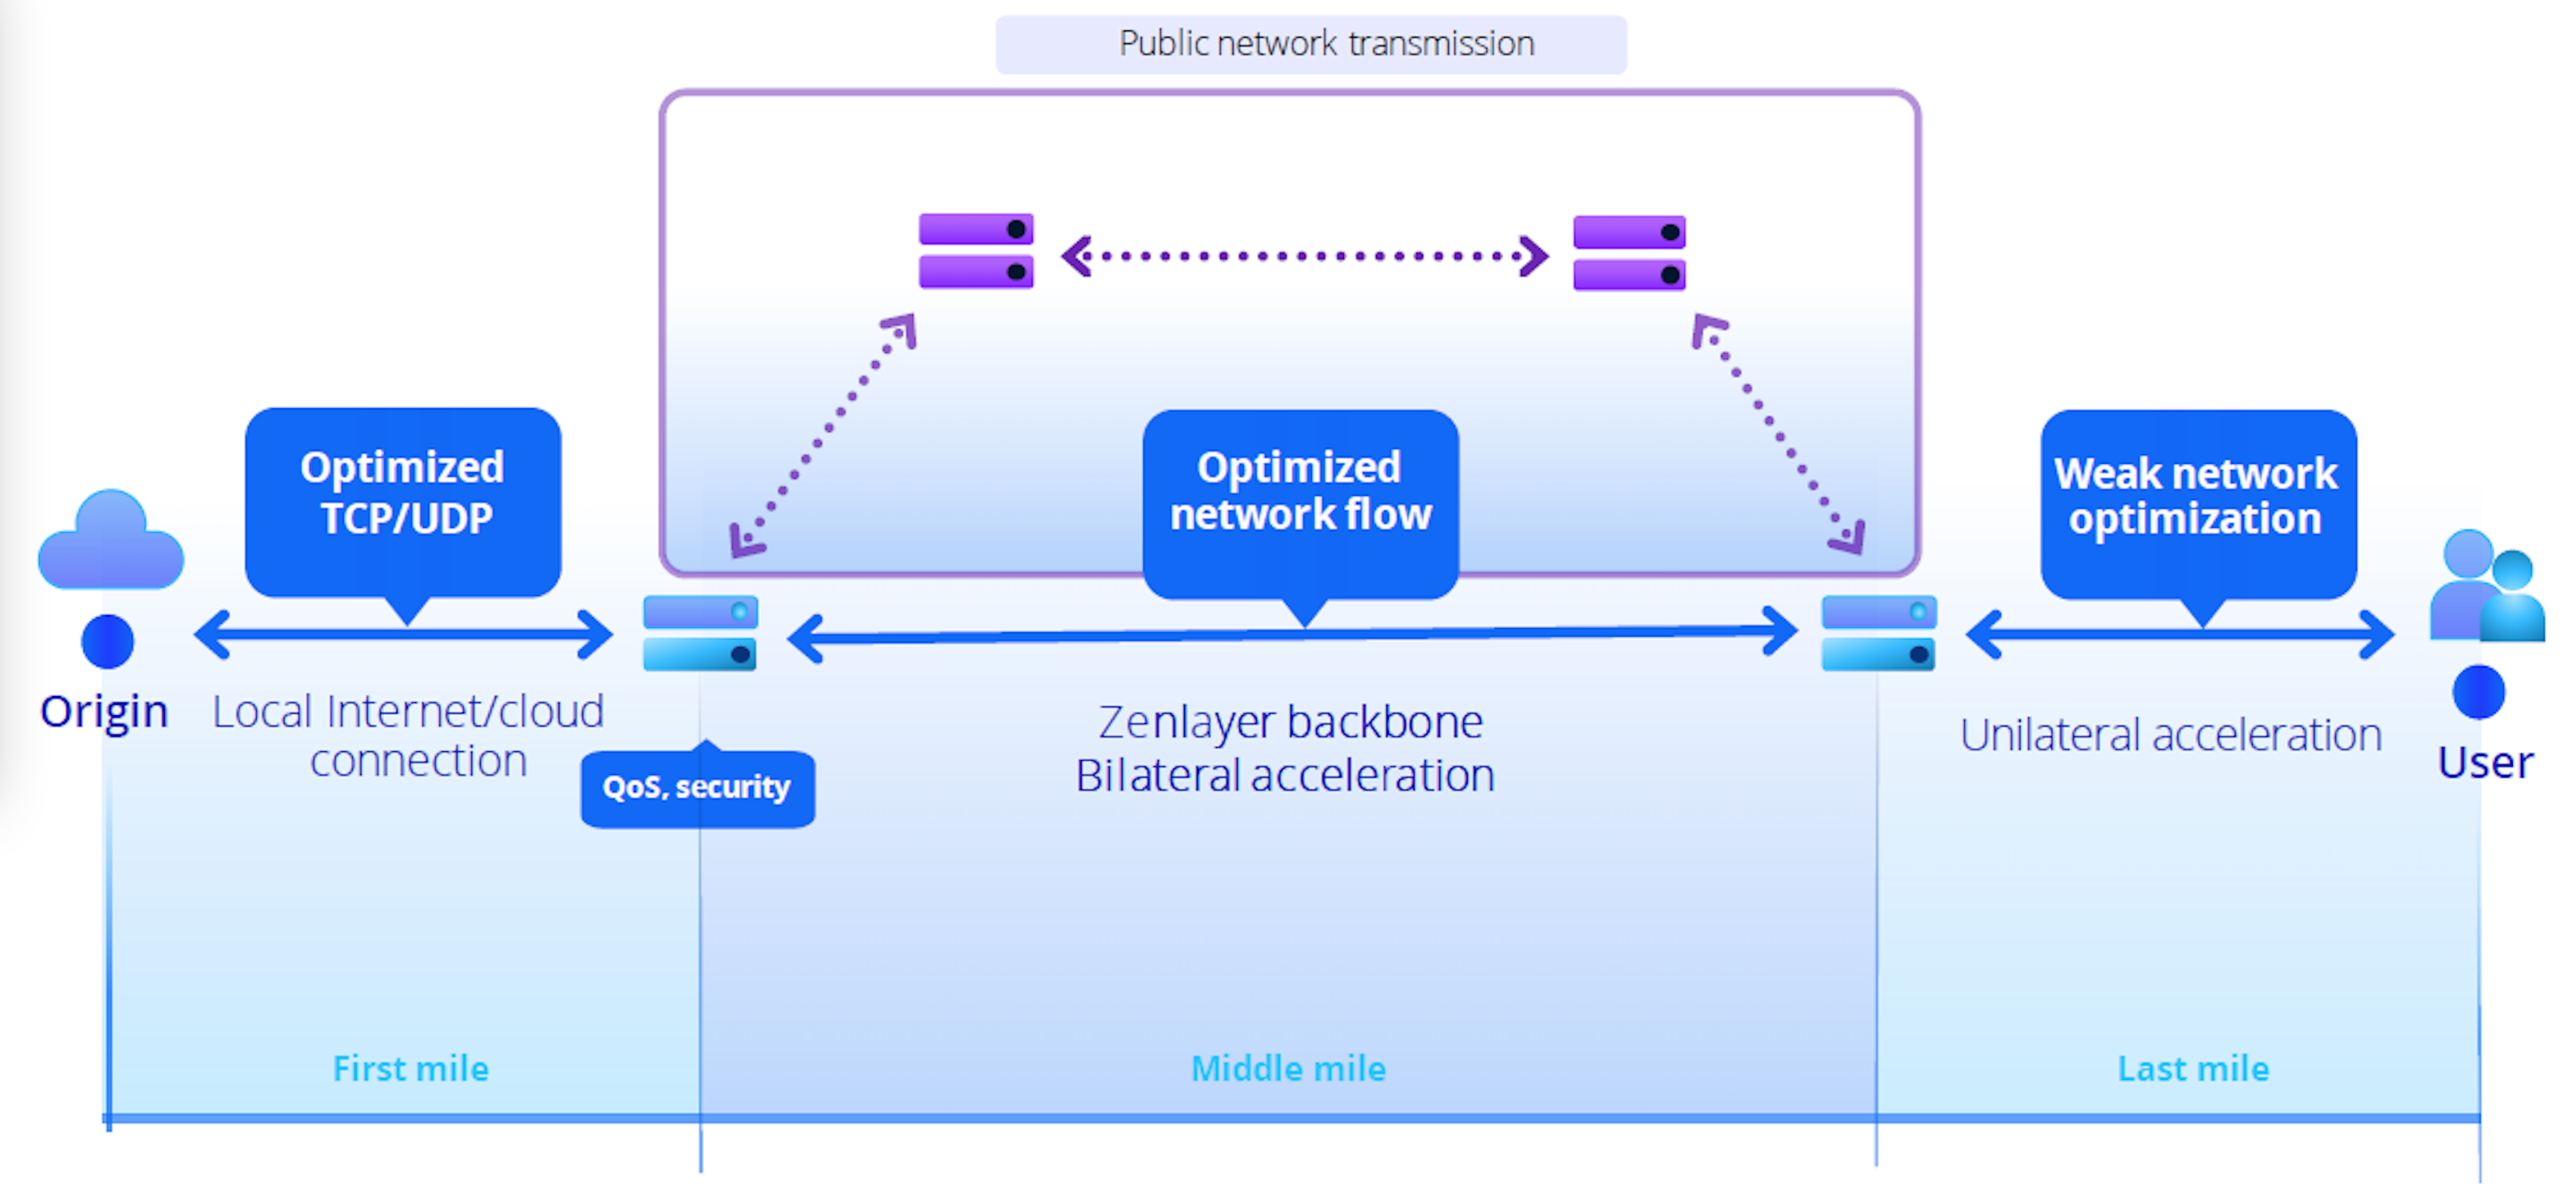 Public network transmission
Optimized
TCP/UDP
Optimized
network flow
Weak network
optimization
Origin
Local Internet/cloud
connection
QoS, security
Zenlayer backbone
Bilateral acceleration
Unilateral acceleration
User
First mile
Middle mile
Last mile